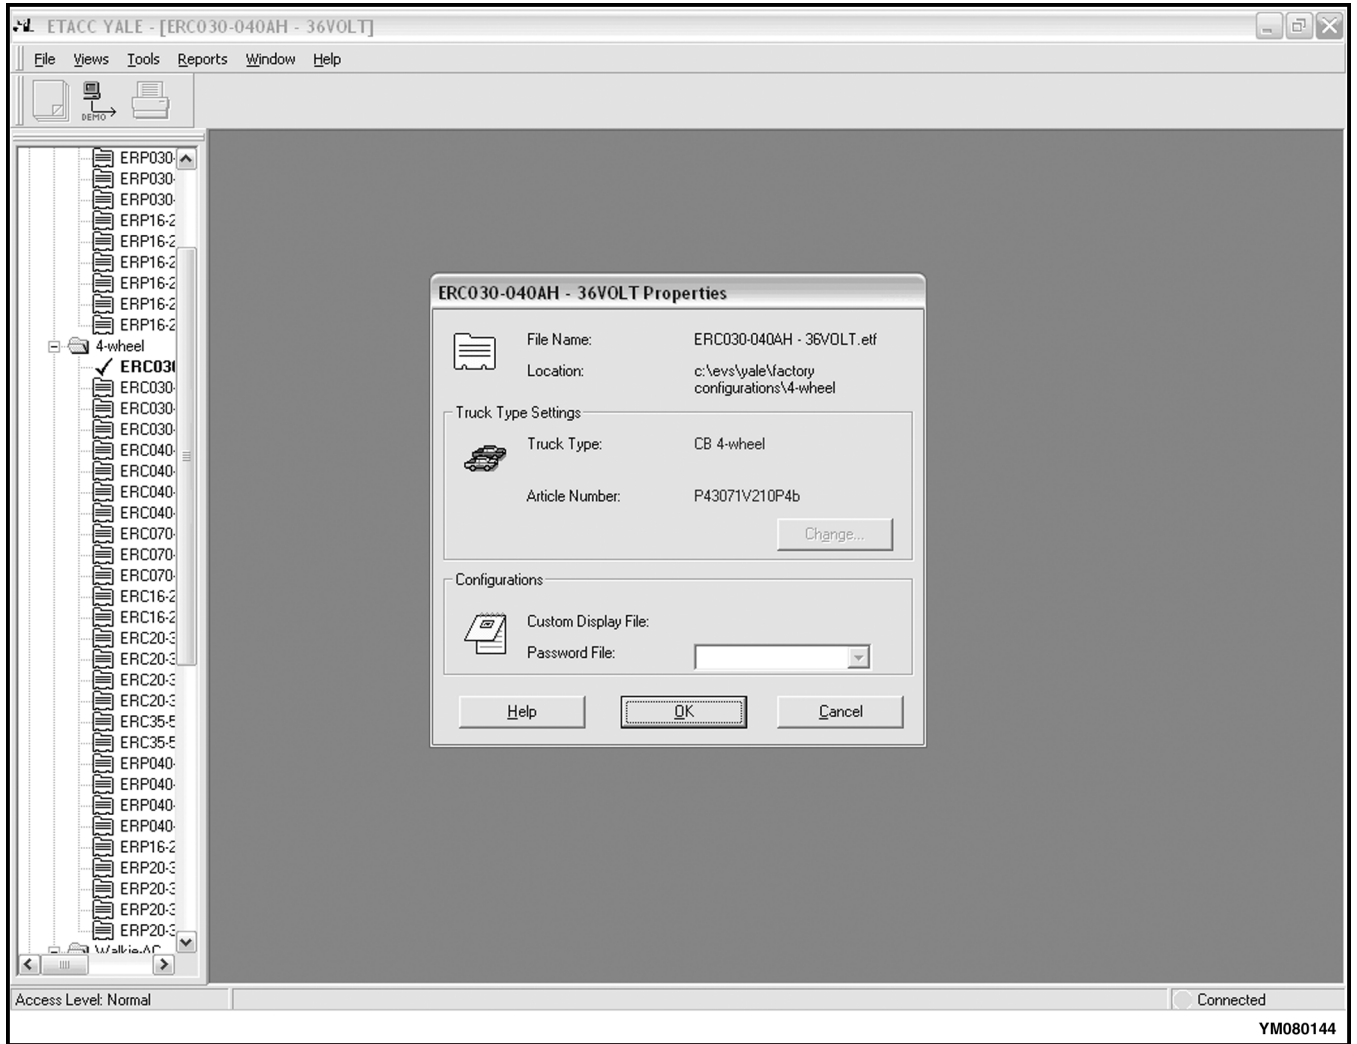 ETACC YALE - [ERC030-040AH - 36VOLT]
File Views Tools Reports Window Help
DEMO
ERP030-
ERP030-
ERP030-
ERP16-2
ERP16-2
ERP16-2
ERP16-2
ERP16-2
ERP16-2
4-wheel
ERC030
ERC030-
ERC030-
ERC030-
ERC040-
ERC040-
ERC040-
ERC040-
ERC070-
ERC070-
ERC070-
ERC16-2
ERC16-2
ERC20-3
ERC20-3
ERC20-3
ERC20-3
ERC35-5
ERC35-5
ERP040-
ERP040-
ERP040-
ERP040-
ERP16-2
ERP20-3
ERP20-3
ERP20-3
ERP20-3
Walkie-AC
ERC030-040AH - 36VOLT Properties
File Name: ERC030-040AH - 36VOLT.etf
Location: c:\evs\yale\factory
configurations\4-wheel
Truck Type Settings
Truck Type: CB 4-wheel
Article Number: P43071V210P4b
Change...
Configurations
Custom Display File:
Password File:
Help OK Cancel
Access Level: Normal
Connected
YM080144